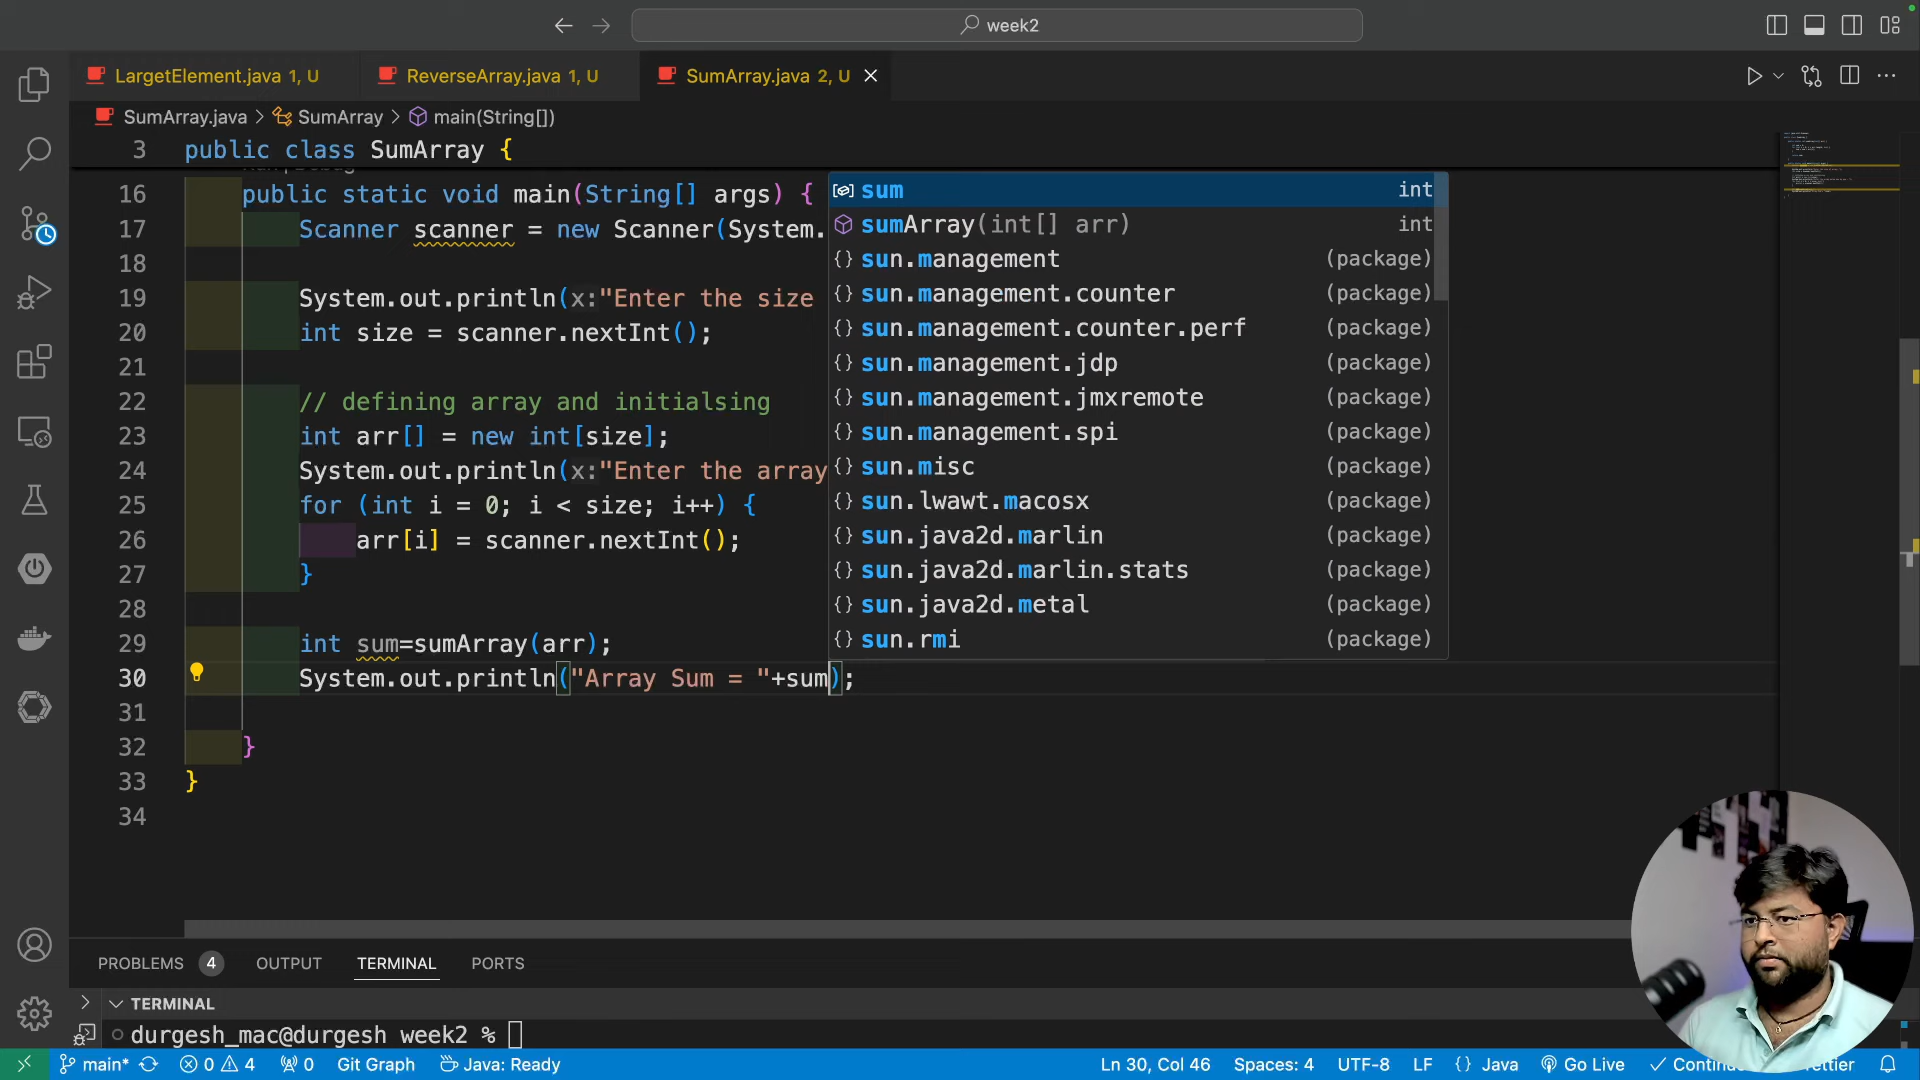 week2
LargetElement.java 1, U
ReverseArray.java 1, U
SumArray.java 2, U
SumArray.java > SumArray > main(String[])
3 public class SumArray {
16 public static void main(String[] args) {
17 Scanner scanner = new Scanner(System.
18
19 System.out.println(x:"Enter the size
20 int size = scanner.nextInt();
21
22 // defining array and initialsing
23 int arr[] = new int[size];
24 System.out.println(x:"Enter the array
25 for (int i = 0; i < size; i++) {
26 arr[i] = scanner.nextInt();
27 }
28
29 int sum=sumArray(arr);
30 System.out.println("Array Sum = "+sum);
31
32 }
33 }
34
sum int
sumArray(int[] arr) int
sun.management (package)
sun.management.counter (package)
sun.management.counter.perf (package)
sun.management.jdp (package)
sun.management.jmxremote (package)
sun.management.spi (package)
sun.misc (package)
sun.lwawt.macosx (package)
sun.java2d.marlin (package)
sun.java2d.marlin.stats (package)
sun.java2d.metal (package)
sun.rmi (package)
PROBLEMS 4 OUTPUT TERMINAL PORTS
TERMINAL
durgesh_mac@durgesh week2 %
main* 0 4 0 Git Graph Java: Ready Ln 30, Col 46 Spaces: 4 UTF-8 LF {} Java Go Live